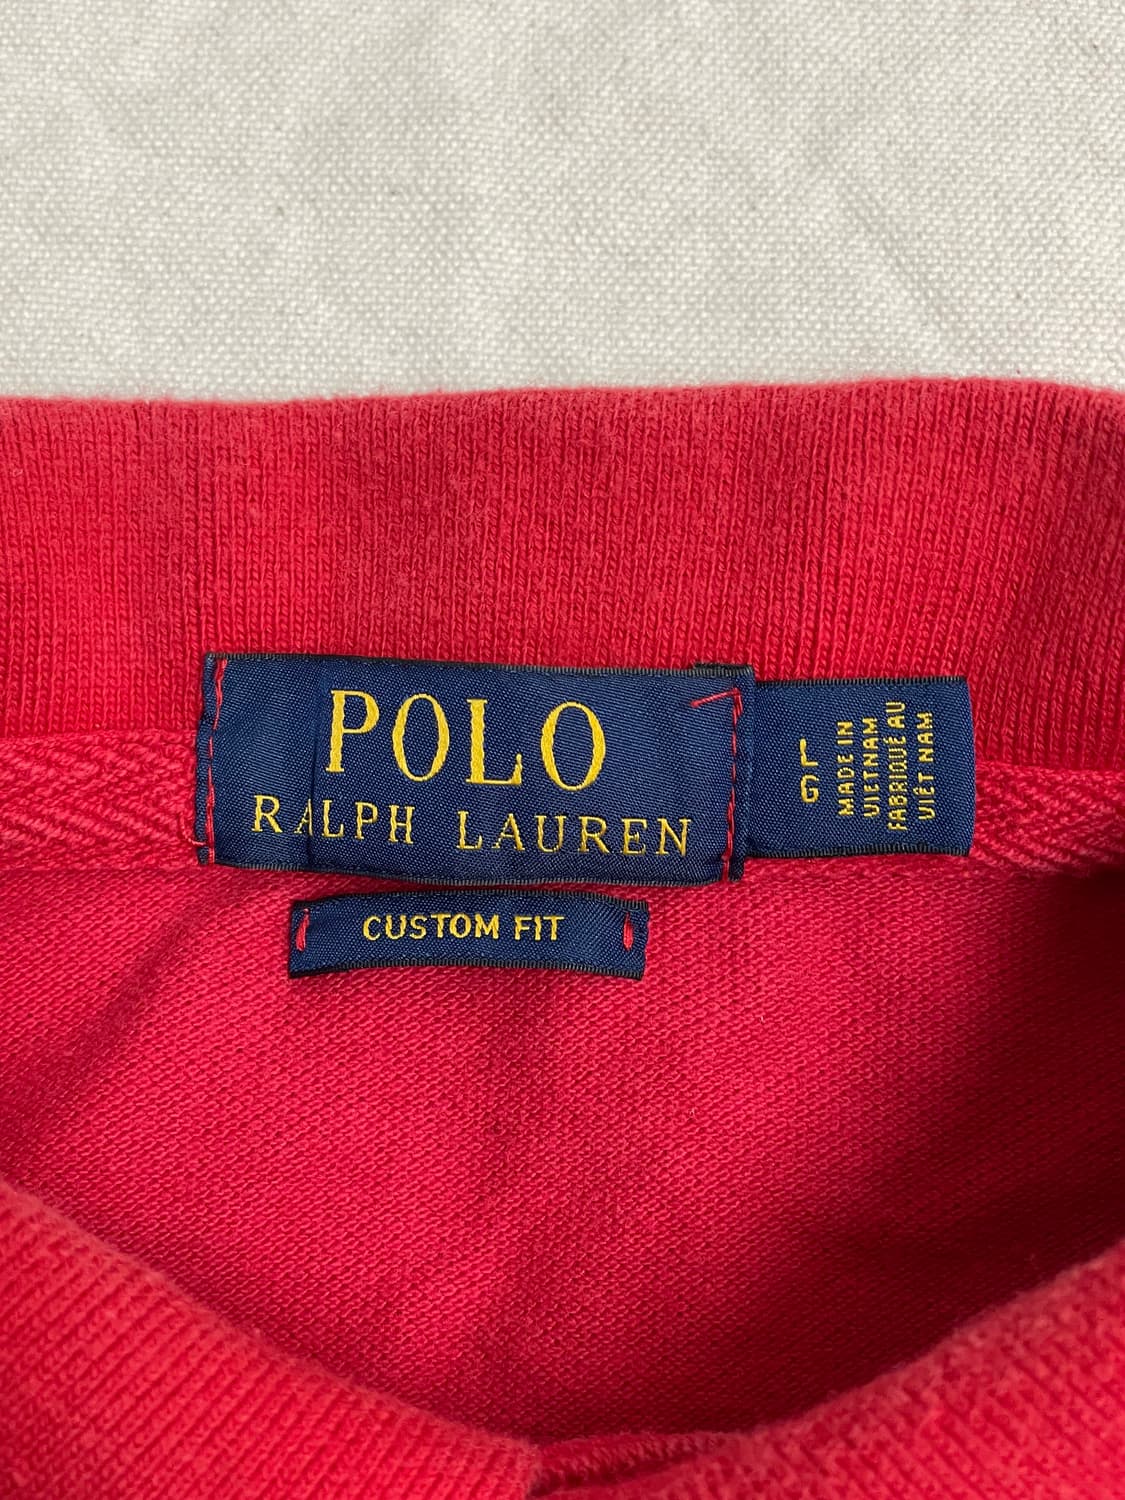 POLO
RALPH LAUREN
CUSTOM FIT
L
G
MADE IN
VIETNAM
FABRIQUÉ AU
VIÊT NAM